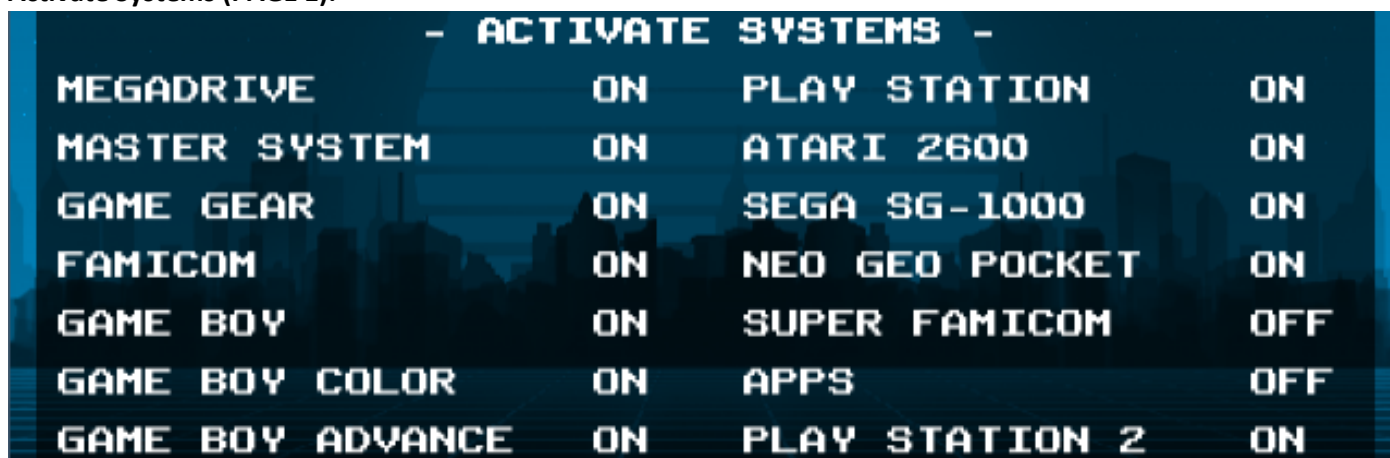 - ACTIVATE SYSTEMS -
MEGADRIVE ON PLAY STATION ON
MASTER SYSTEM ON ATARI 2600 ON
GAME GEAR ON SEGA SG-1000 ON
FAMICOM ON NEO GEO POCKET ON
GAME BOY ON SUPER FAMICOM OFF
GAME BOY COLOR ON APPS OFF
GAME BOY ADVANCE ON PLAY STATION 2 ON